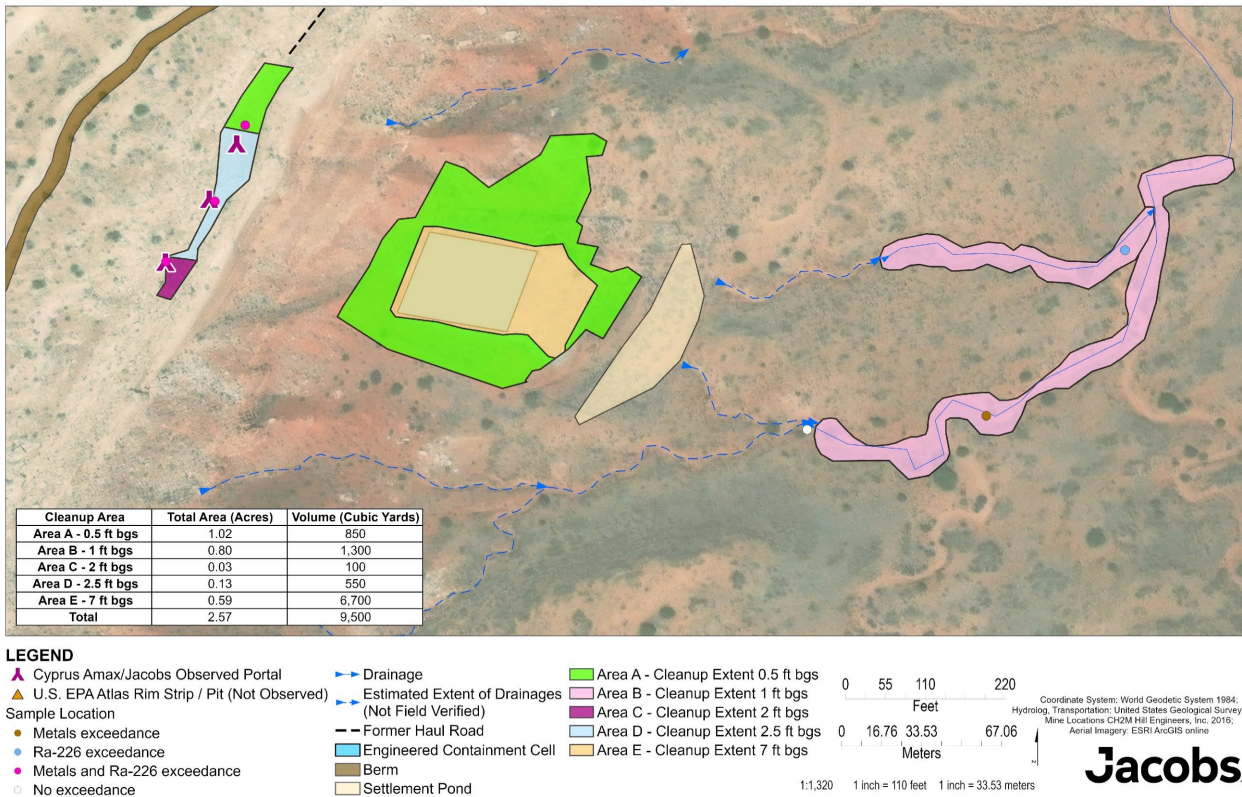 Cleanup Area Total Area (Acres) Volume (Cubic Yards)
Area A - 0.5 ft bgs 1.02 850
Area B - 1 ft bgs 0.80 1,300
Area C - 2 ft bgs 0.03 100
Area D - 2.5 ft bgs 0.13 550
Area E - 7 ft bgs 0.59 6,700
Total 2.57 9,500
LEGEND
Cyprus Amax/Jacobs Observed Portal
U.S. EPA Atlas Rim Strip / Pit (Not Observed)
Sample Location
Metals exceedance
Ra-226 exceedance
Metals and Ra-226 exceedance
No exceedance
Drainage
Estimated Extent of Drainages
(Not Field Verified)
Former Haul Road
Engineered Containment Cell
Berm
Settlement Pond
Area A - Cleanup Extent 0.5 ft bgs
Area B - Cleanup Extent 1 ft bgs
Area C - Cleanup Extent 2 ft bgs
Area D - Cleanup Extent 2.5 ft bgs
Area E - Cleanup Extent 7 ft bgs
0 55 110 220
Feet
0 16.76 33.53 67.06
Meters
1:1,320 1 inch = 110 feet 1 inch = 33.53 meters
z
Coordinate System: World Geodetic System 1984;
Hydrolog, Transportation: United States Geological Survey
Mine Locations CH2M Hill Engineers, Inc. 2016;
Aerial Imagery: ESRI ArcGIS online
Jacobs